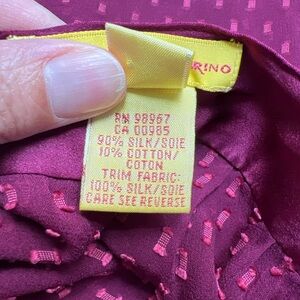 RINO
RN 98967
CA 00985
90% SILK/SOIE
10% COTTON/
COTON
TRIM FABRIC:
100% SILK/SOIE
CARE SEE REVERSE